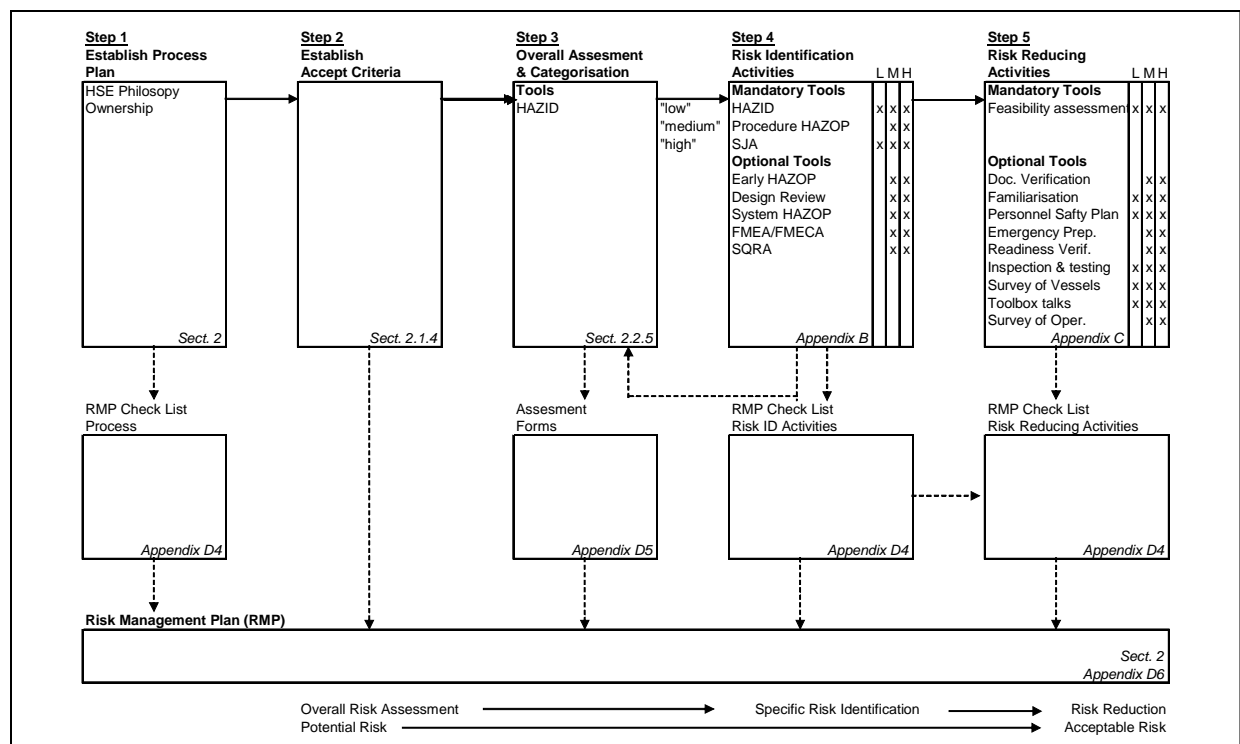 Step 1
Establish Process
Plan
HSE Philosopy
Ownership
Sect. 2
Step 2
Establish
Accept Criteria
Sect. 2.1.4
Step 3
Overall Assesment
& Categorisation
Tools
HAZID
Sect. 2.2.5
"low"
"medium"
"high"
Step 4
Risk Identification
Activities L M H
Mandatory Tools
HAZID x x x
Procedure HAZOP x x
SJA x x x
Optional Tools
Early HAZOP x x
Design Review x x
System HAZOP x x
FMEA/FMECA x x
SQRA x x
Appendix B
Step 5
Risk Reducing
Activities L M H
Mandatory Tools
Feasibility assessment x x x
Optional Tools
Doc. Verification x x
Familiarisation x x x
Personnel Safty Plan x x x
Emergency Prep. x x
Readiness Verif. x x
Inspection & testing x x x
Survey of Vessels x x x
Toolbox talks x x x
Survey of Oper. x x
Appendix C
RMP Check List
Process
Appendix D4
Assesment
Forms
Appendix D5
RMP Check List
Risk ID Activities
Appendix D4
RMP Check List
Risk Reducing Activities
Appendix D4
Risk Management Plan (RMP)
Sect. 2
Appendix D6
Overall Risk Assessment Specific Risk Identification Risk Reduction
Potential Risk Acceptable Risk